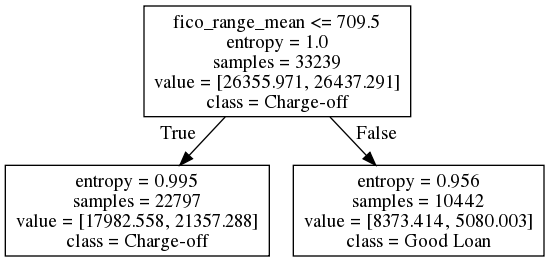 fico_range_mean <= 709.5
entropy = 1.0
samples = 33239
value = [26355.971, 26437.291]
class = Charge-off
True
False
entropy = 0.995
samples = 22797
value = [17982.558, 21357.288]
class = Charge-off
entropy = 0.956
samples = 10442
value = [8373.414, 5080.003]
class = Good Loan